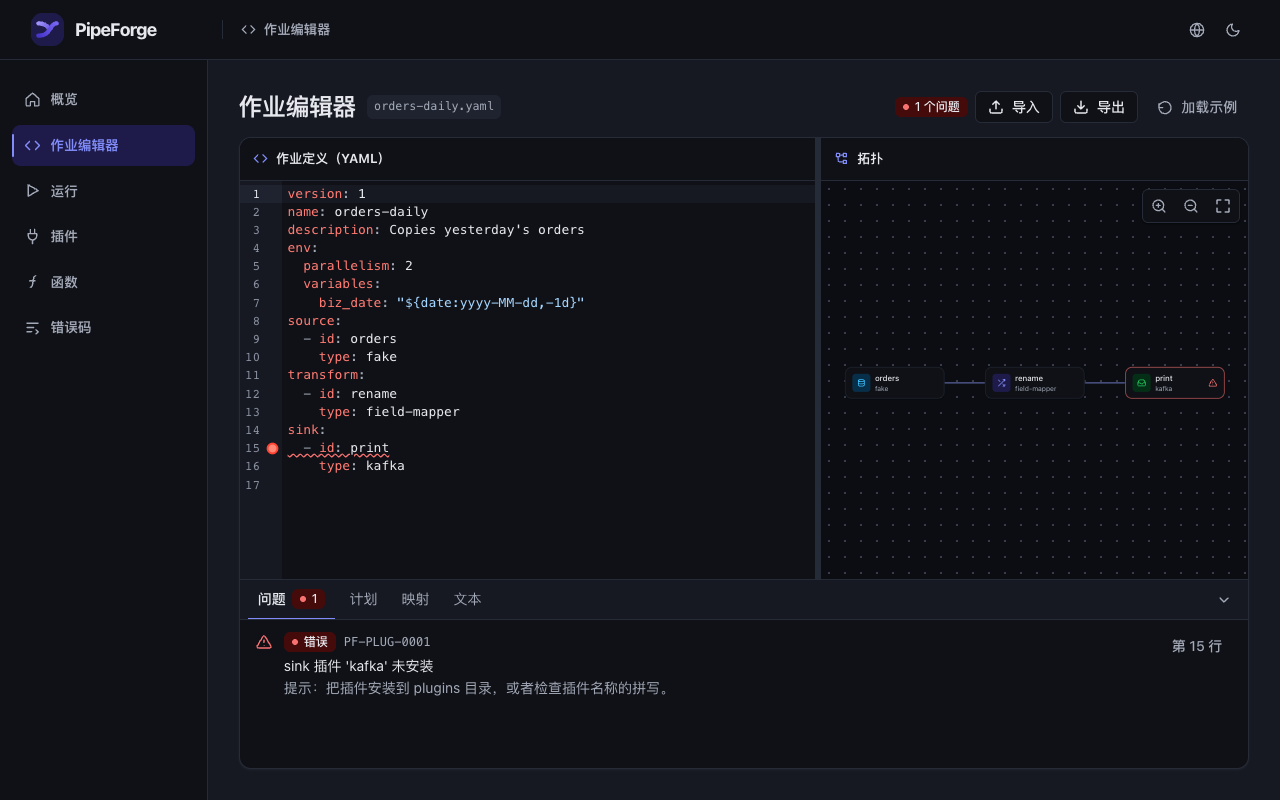 PipeForge
作业编辑器
概览
作业编辑器
运行
插件
函数
错误码
作业编辑器 orders-daily.yaml
1 个问题
导入
导出
加载示例
作业定义（YAML）
1 version: 1
2 name: orders-daily
3 description: Copies yesterday's orders
4 env:
5   parallelism: 2
6   variables:
7     biz_date: "${date:yyyy-MM-dd,-1d}"
8 source:
9   - id: orders
10     type: fake
11 transform:
12   - id: rename
13     type: field-mapper
14 sink:
15   - id: print
16     type: kafka
17
拓扑
orders
fake
rename
field-mapper
print
kafka
问题 1 计划 映射 文本
错误 PF-PLUG-0001
第 15 行
sink 插件 'kafka' 未安装
提示：把插件安装到 plugins 目录，或者检查插件名称的拼写。